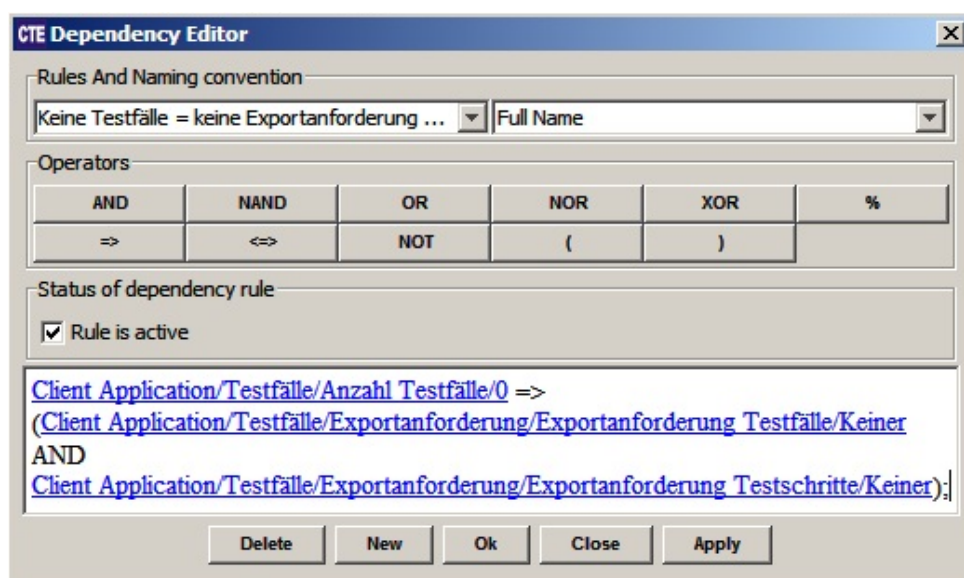 CTE Dependency Editor
Rules And Naming convention
Keine Testfälle = keine Exportanforderung ... Full Name
Operators
AND NAND OR NOR XOR %
=> <=> NOT ( )
Status of dependency rule
Rule is active
Client Application/Testfälle/Anzahl Testfälle/0 =>
(Client Application/Testfälle/Exportanforderung/Exportanforderung Testfälle/Keiner
AND
Client Application/Testfälle/Exportanforderung/Exportanforderung Testschritte/Keiner);
Delete New Ok Close Apply